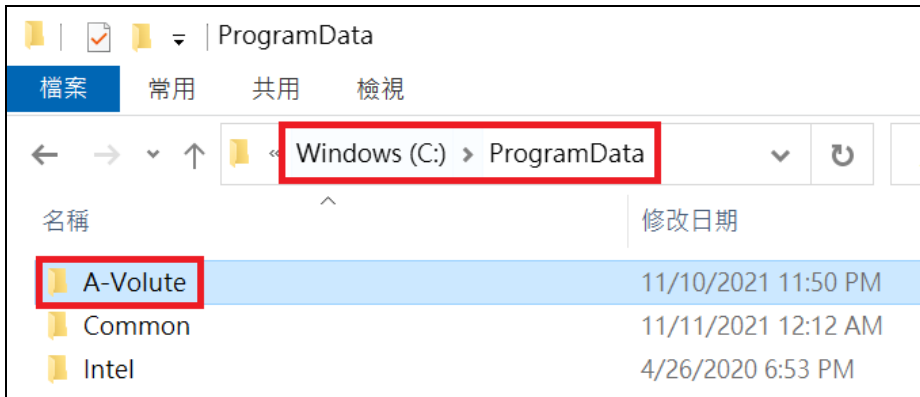 ProgramData
檔案 常用 共用 檢視
« Windows (C:) > ProgramData
名稱 修改日期
A-Volute 11/10/2021 11:50 PM
Common 11/11/2021 12:12 AM
Intel 4/26/2020 6:53 PM